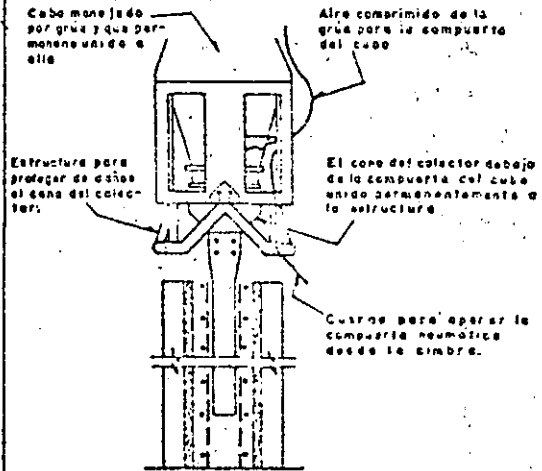 Cubo manejado
por grúa y que per-
manene unido a
ella
Aire comprimido de la
grúa para la compuerta
del cubo
Estructura para
proteger de daños
el cono del colec-
tor.
El cono del colector debajo
de la compuerta del cubo
unido permanentemente a
la estructura
Cuerda para operar la
compuerta neumática
desde la cimbra.